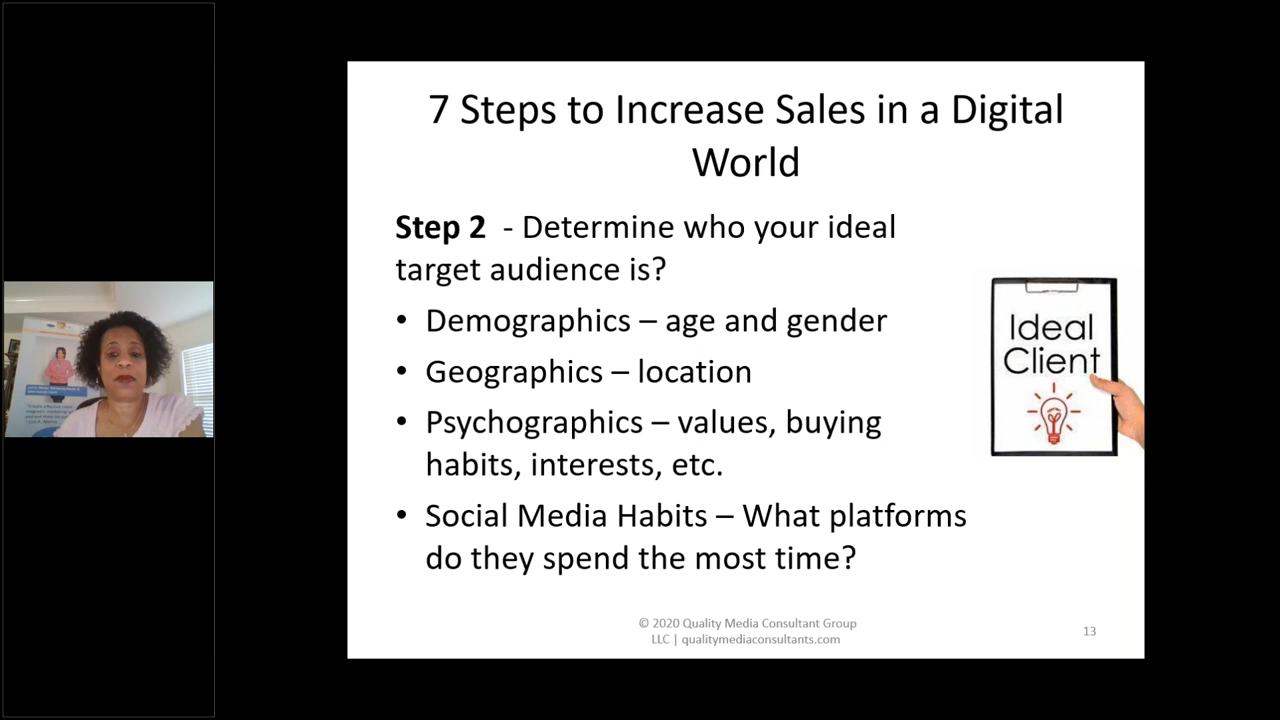 7 Steps to Increase Sales in a Digital
World
Step 2 - Determine who your ideal
target audience is?
• Demographics – age and gender
• Geographics – location
• Psychographics – values, buying
habits, interests, etc.
• Social Media Habits – What platforms
do they spend the most time?
Ideal
Client
© 2020 Quality Media Consultant Group
LLC | qualitymediaconsultants.com
13